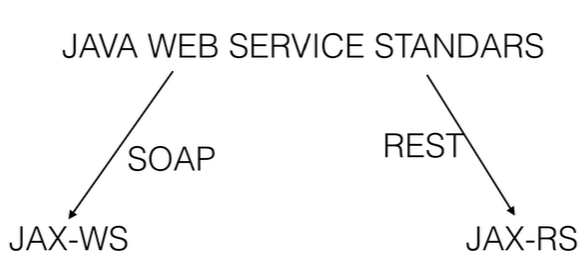 JAVA WEB SERVICE STANDARS
SOAP
REST
JAX-WS
JAX-RS